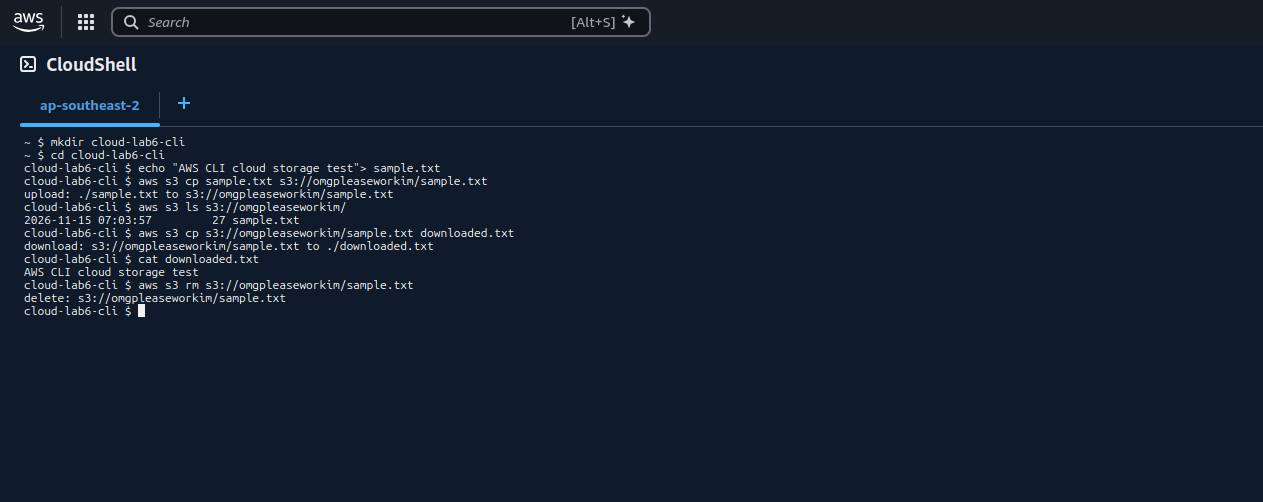 aws
Search [Alt+S]
CloudShell
ap-southeast-2 +
~ $ mkdir cloud-lab6-cli
~ $ cd cloud-lab6-cli
cloud-lab6-cli $ echo "AWS CLI cloud storage test"> sample.txt
cloud-lab6-cli $ aws s3 cp sample.txt s3://omgpleaseworkim/sample.txt
upload: ./sample.txt to s3://omgpleaseworkim/sample.txt
cloud-lab6-cli $ aws s3 ls s3://omgpleaseworkim/
2026-11-15 07:03:57         27 sample.txt
cloud-lab6-cli $ aws s3 cp s3://omgpleaseworkim/sample.txt downloaded.txt
download: s3://omgpleaseworkim/sample.txt to ./downloaded.txt
cloud-lab6-cli $ cat downloaded.txt
AWS CLI cloud storage test
cloud-lab6-cli $ aws s3 rm s3://omgpleaseworkim/sample.txt
delete: s3://omgpleaseworkim/sample.txt
cloud-lab6-cli $